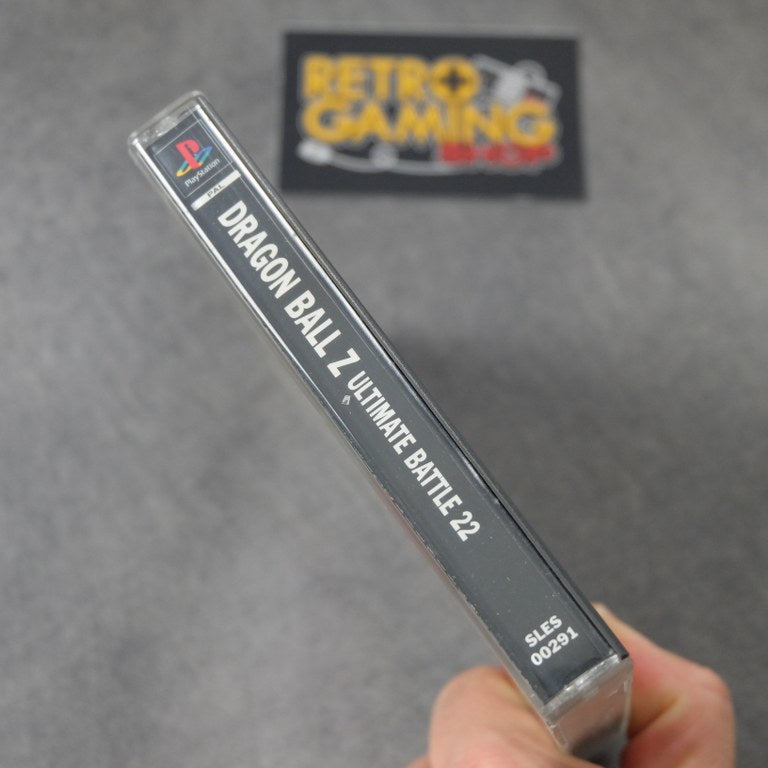 RETRO
GAMING
SHOP
PlayStation
PAL
DRAGON BALL Z ULTIMATE BATTLE 22
SLES
00291